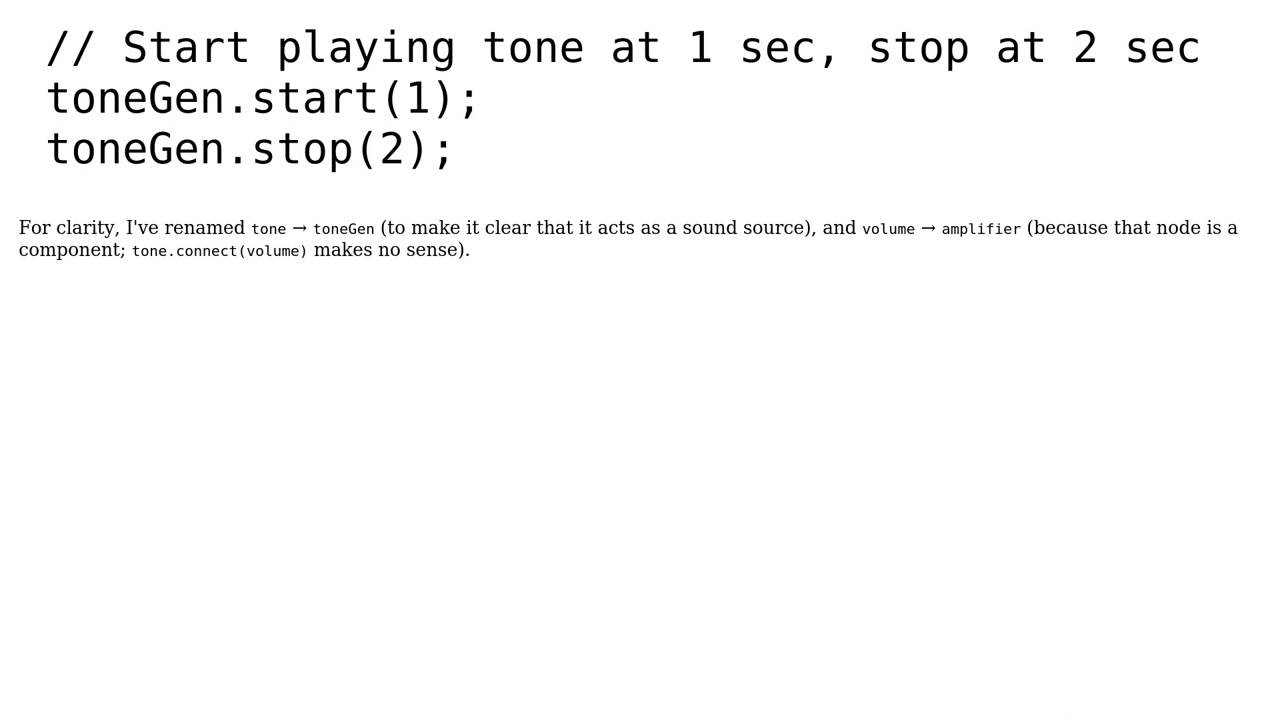 // Start playing tone at 1 sec, stop at 2 sec
toneGen.start(1);
toneGen.stop(2);
For clarity, I've renamed tone → toneGen (to make it clear that it acts as a sound source), and volume → amplifier (because that node is a
component; tone.connect(volume) makes no sense).